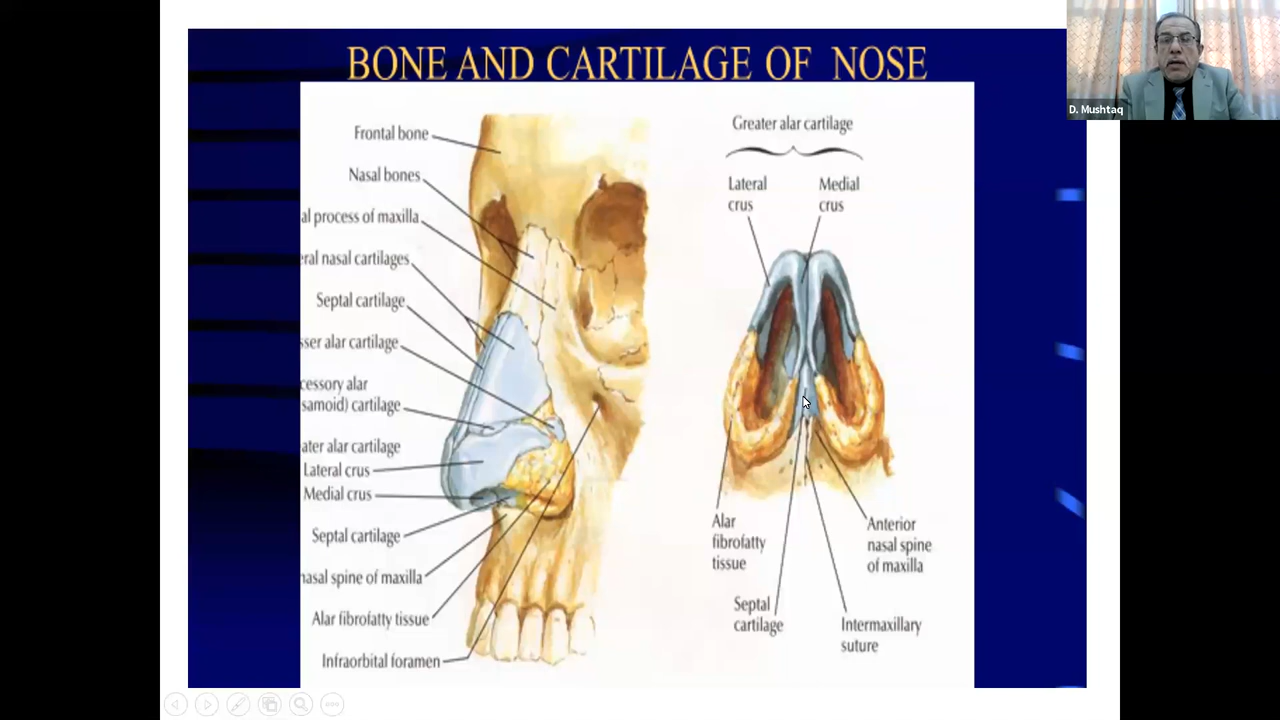 BONE AND CARTILAGE OF NOSE
D. Mushtaq
Frontal bone
Nasal bones
al process of maxilla
eral nasal cartilages
Septal cartilage
sser alar cartilage
cessory alar
samoid) cartilage
ater alar cartilage
Lateral crus
Medial crus
Septal cartilage
nasal spine of maxilla
Alar fibrofatty tissue
Infraorbital foramen
Greater alar cartilage
Lateral
crus
Medial
crus
Alar
fibrofatty
tissue
Septal
cartilage
Anterior
nasal spine
of maxilla
Intermaxillary
suture